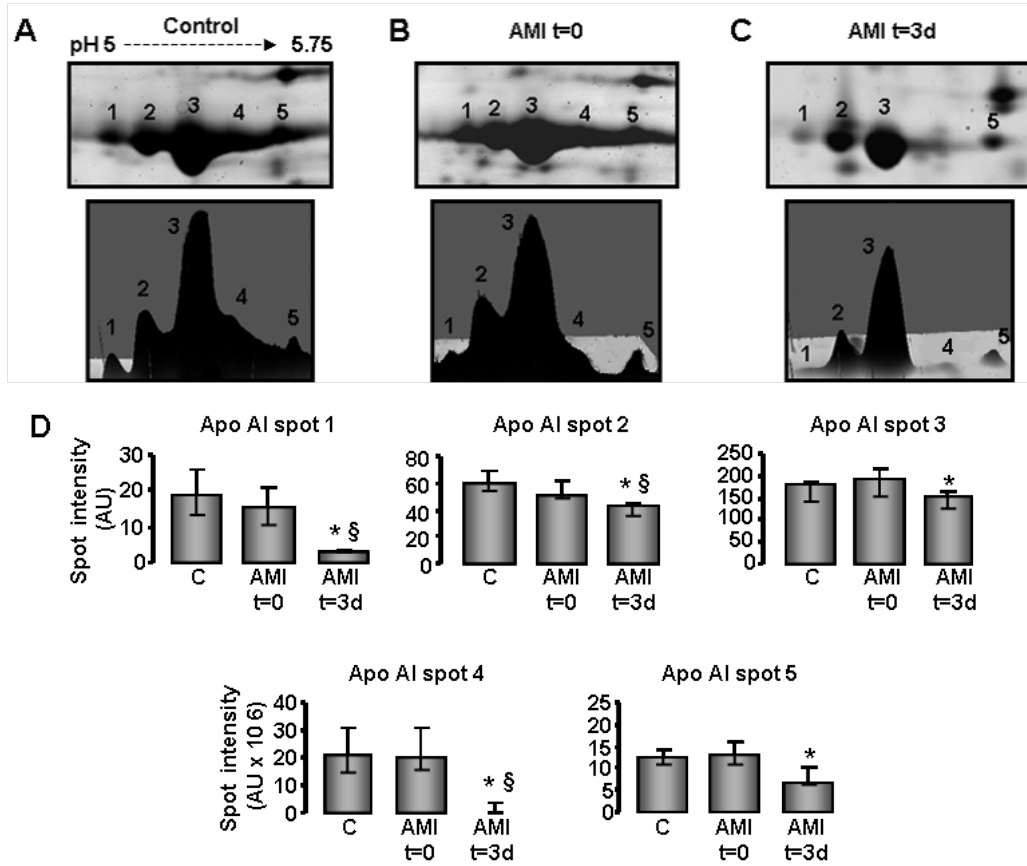 A
Control
pH 5
5.75
1 2 3 4 5
1 2 3 4 5
B
AMI t=0
1 2 3 4 5
1 2 3 4 5
C
AMI t=3d
1 2 3 5
1 2 3 4 5
D
Apo AI spot 1
Spot intensity
(AU)
30
20
10
0
* §
C
AMI
t=0
AMI
t=3d
Apo AI spot 2
80
60
40
20
0
* §
C
AMI
t=0
AMI
t=3d
Apo AI spot 3
250
200
150
100
50
0
*
C
AMI
t=0
AMI
t=3d
Apo AI spot 4
Spot intensity
(AU x 10 6)
40
30
20
10
0
* §
C
AMI
t=0
AMI
t=3d
Apo AI spot 5
25
20
15
10
5
0
*
C
AMI
t=0
AMI
t=3d